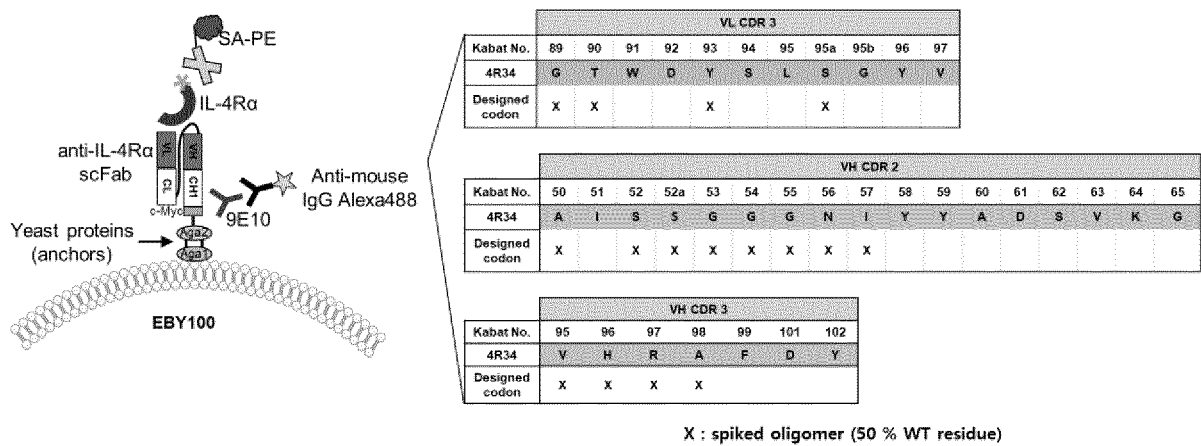 SA-PE
IL-4Rα
anti-IL-4Rα
scFab
VL
VH
CL
CH1
c-Myc
9E10
Anti-mouse
IgG Alexa488
Yeast proteins
(anchors)
Aga2
Aga1
EBY100
VL CDR 3
Kabat No. 89 90 91 92 93 94 95 95a 95b 96 97
4R34 G T W D Y S L S G Y V
Designed codon X X X X
VH CDR 2
Kabat No. 50 51 52 52a 53 54 55 56 57 58 59 60 61 62 63 64 65
4R34 A I S S G G G N I Y Y A D S V K G
Designed codon X X X X X X X X
VH CDR 3
Kabat No. 95 96 97 98 99 101 102
4R34 V H R A F D Y
Designed codon X X X X
X : spiked oligomer (50 % WT residue)